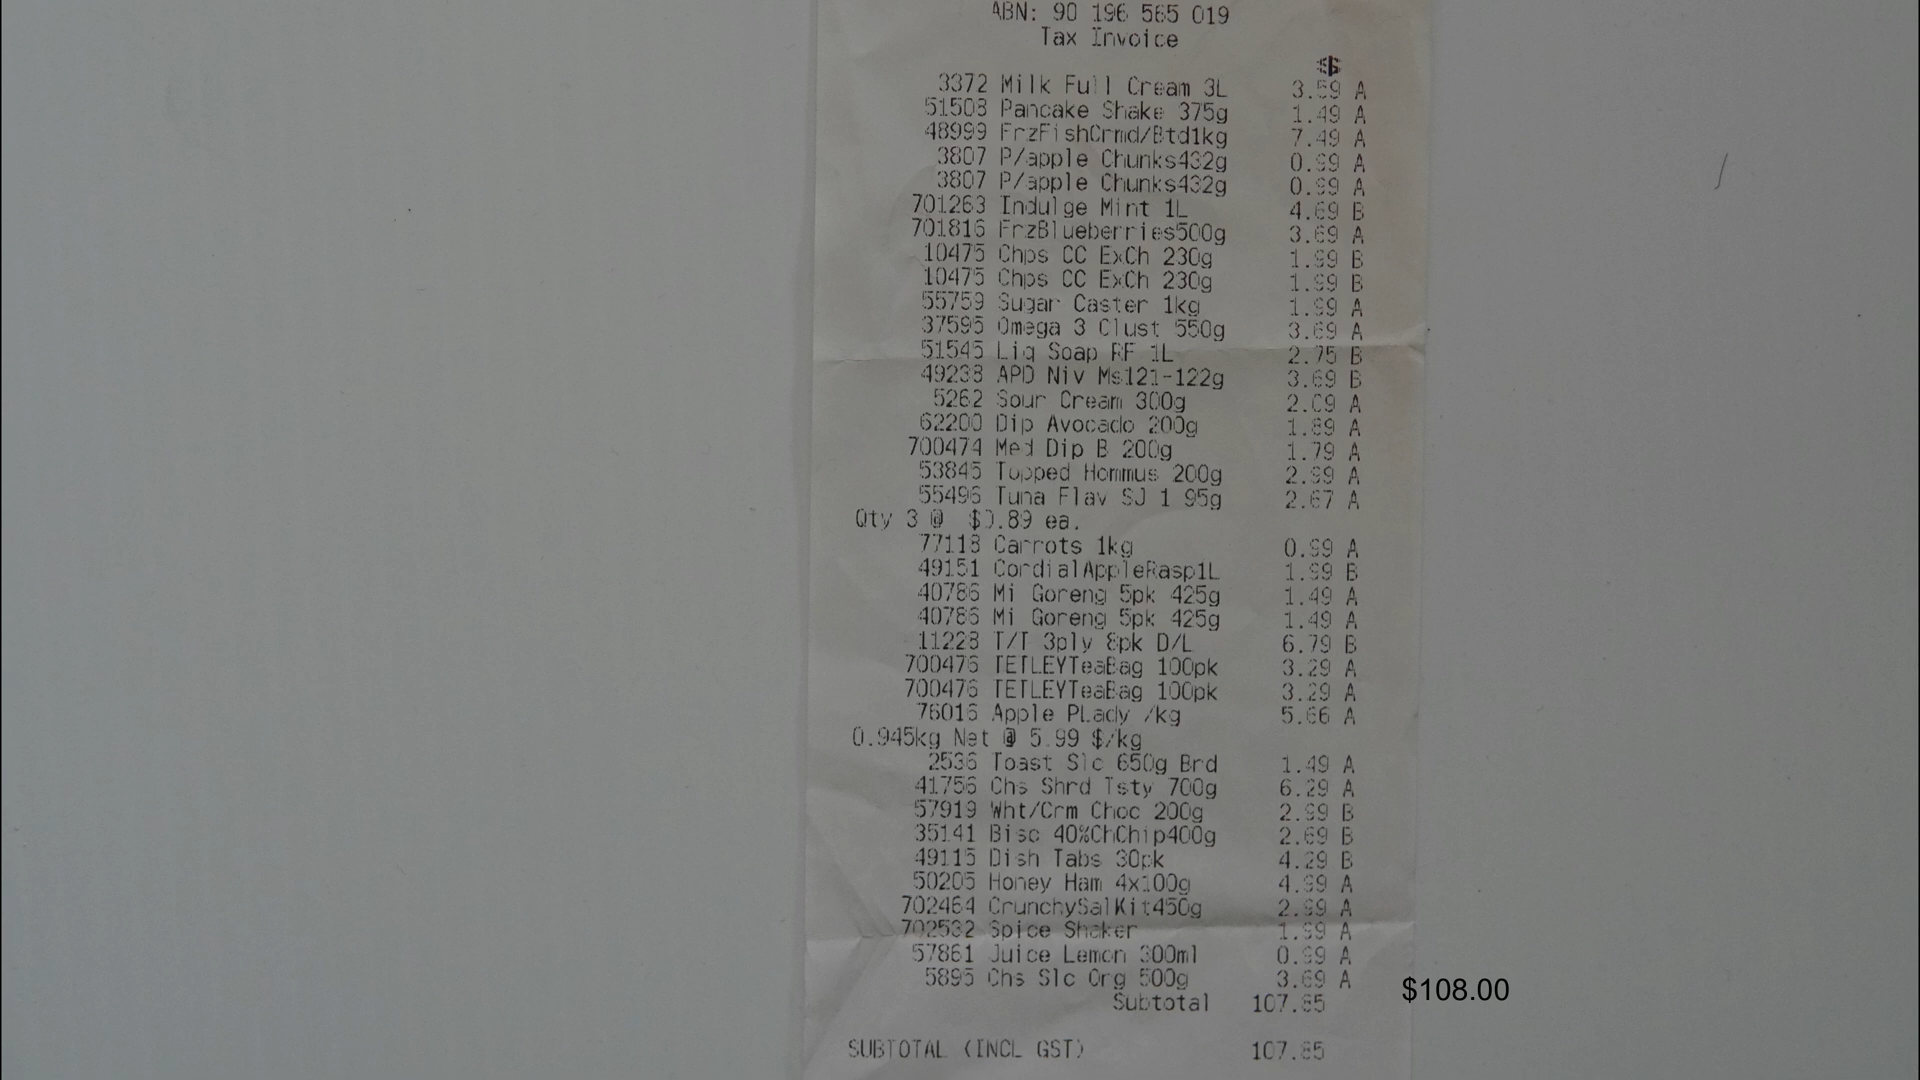 ABN: 90 196 565 019
Tax Invoice
$
3372 Milk Full Cream 3L 3.59 A
51508 Pancake Shake 375g 1.49 A
48999 FrzFishCrmd/Btd1kg 7.49 A
3807 P/apple Chunks432g 0.99 A
3807 P/apple Chunks432g 0.99 A
701263 Indulge Mint 1L 4.69 B
701816 FrzBlueberries500g 3.69 A
10475 Chps CC ExCh 230g 1.99 B
10475 Chps CC ExCh 230g 1.99 B
55759 Sugar Caster 1kg 1.99 A
37595 Omega 3 Clust 550g 3.69 A
51545 Liq Soap RF 1L 2.75 B
49238 APD Niv Ms121-122g 3.69 B
5262 Sour Cream 300g 2.09 A
62200 Dip Avocado 200g 1.89 A
700474 Med Dip B 200g 1.79 A
53845 Topped Hommus 200g 2.99 A
55496 Tuna Flav SJ 1 95g 2.67 A
Qty 3 @ $0.89 ea.
77118 Carrots 1kg 0.99 A
49151 CordialAppleRasp1L 1.99 B
40786 Mi Goreng 5pk 425g 1.49 A
40786 Mi Goreng 5pk 425g 1.49 A
11228 T/T 3ply 8pk D/L 6.79 B
700476 TETLEYTeaBag 100pk 3.29 A
700476 TETLEYTeaBag 100pk 3.29 A
76016 Apple PLady /kg 5.66 A
0.945kg Net @ 5.99 $/kg
2536 Toast Slc 650g Brd 1.49 A
41756 Chs Shrd Tsty 700g 6.29 A
57919 Wht/Crm Choc 200g 2.99 B
35141 Bisc 40%ChChip400g 2.69 B
49115 Dish Tabs 30pk 4.29 B
50205 Honey Ham 4x100g 4.99 A
702464 CrunchySalKit450g 2.99 A
702532 Spice Shaker 1.99 A
57861 Juice Lemon 300ml 0.99 A
5895 Chs Slc Org 500g 3.69 A
Subtotal 107.85
$108.00
SUBTOTAL (INCL GST) 107.85